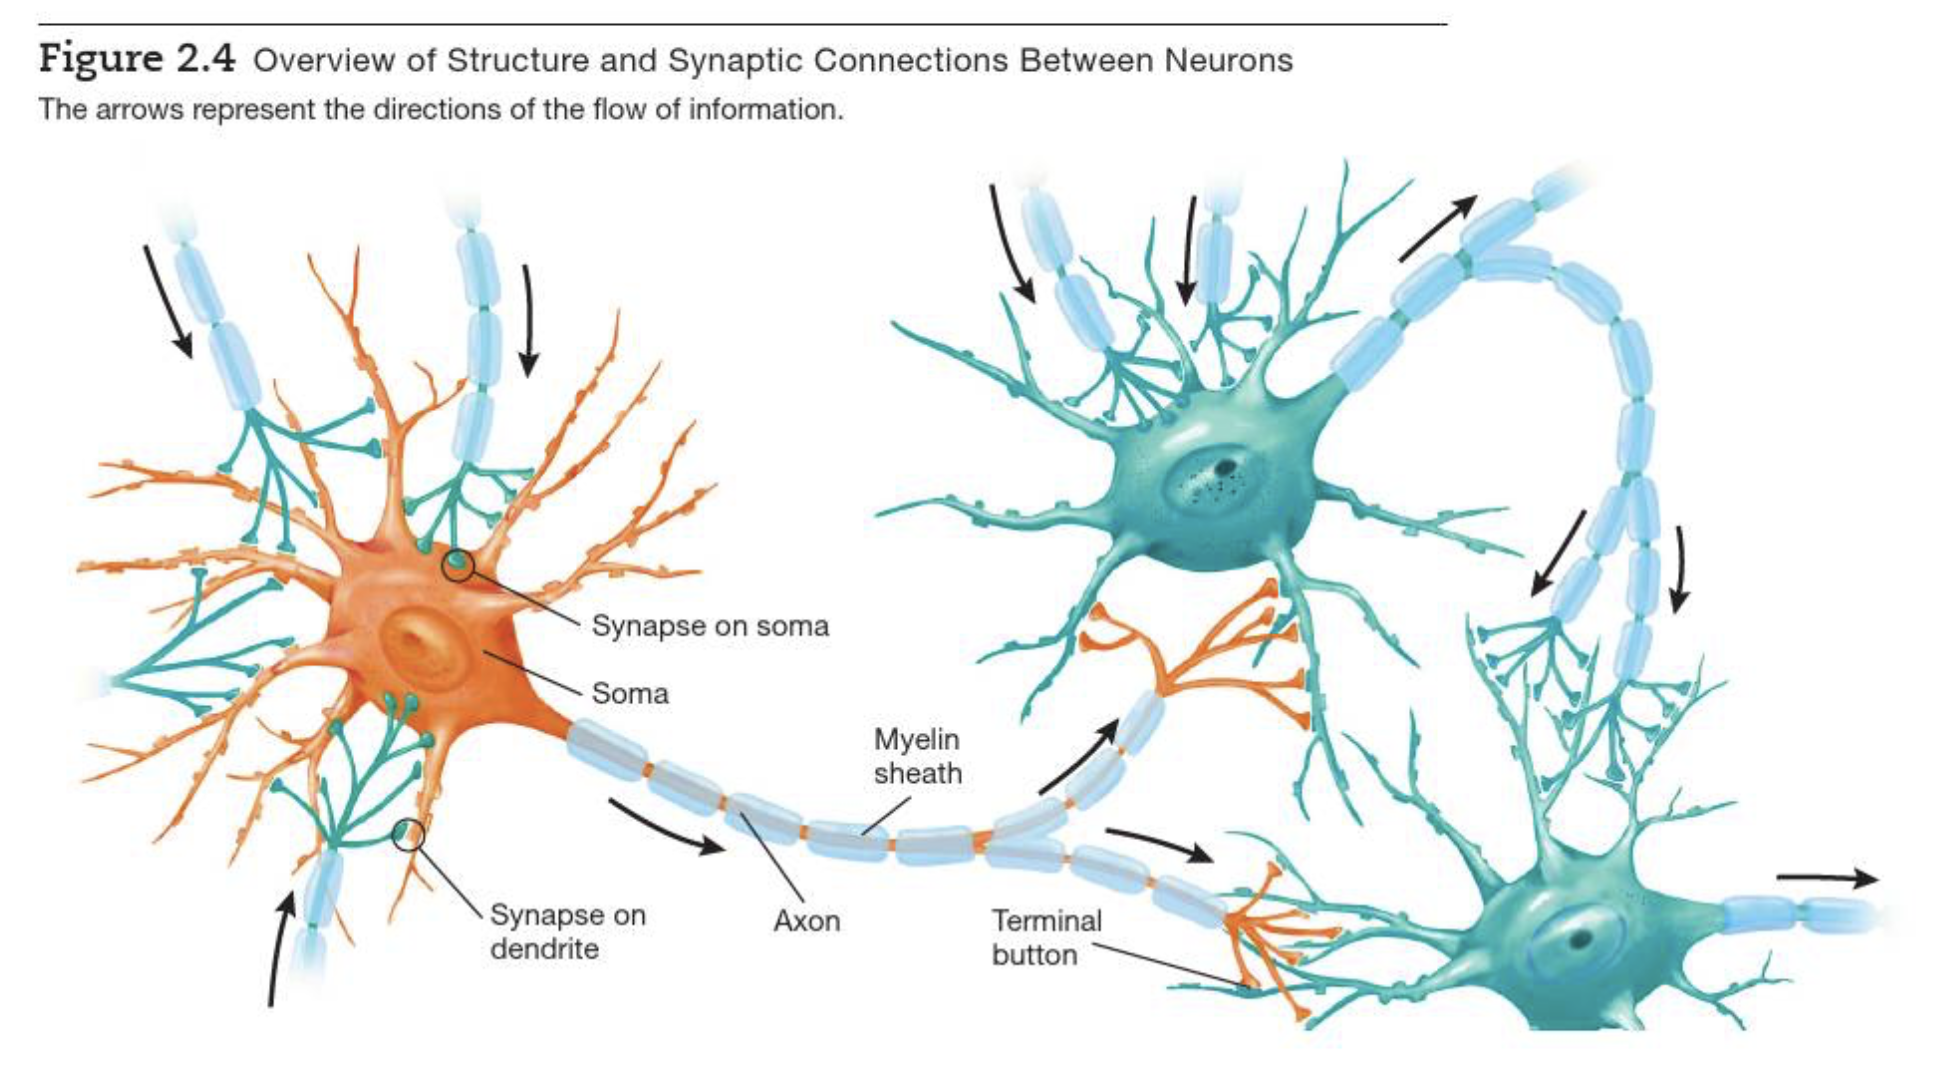 Figure 2.4 Overview of Structure and Synaptic Connections Between Neurons
The arrows represent the directions of the flow of information.
Synapse on soma
Soma
Myelin
sheath
Synapse on
dendrite
Axon
Terminal
button